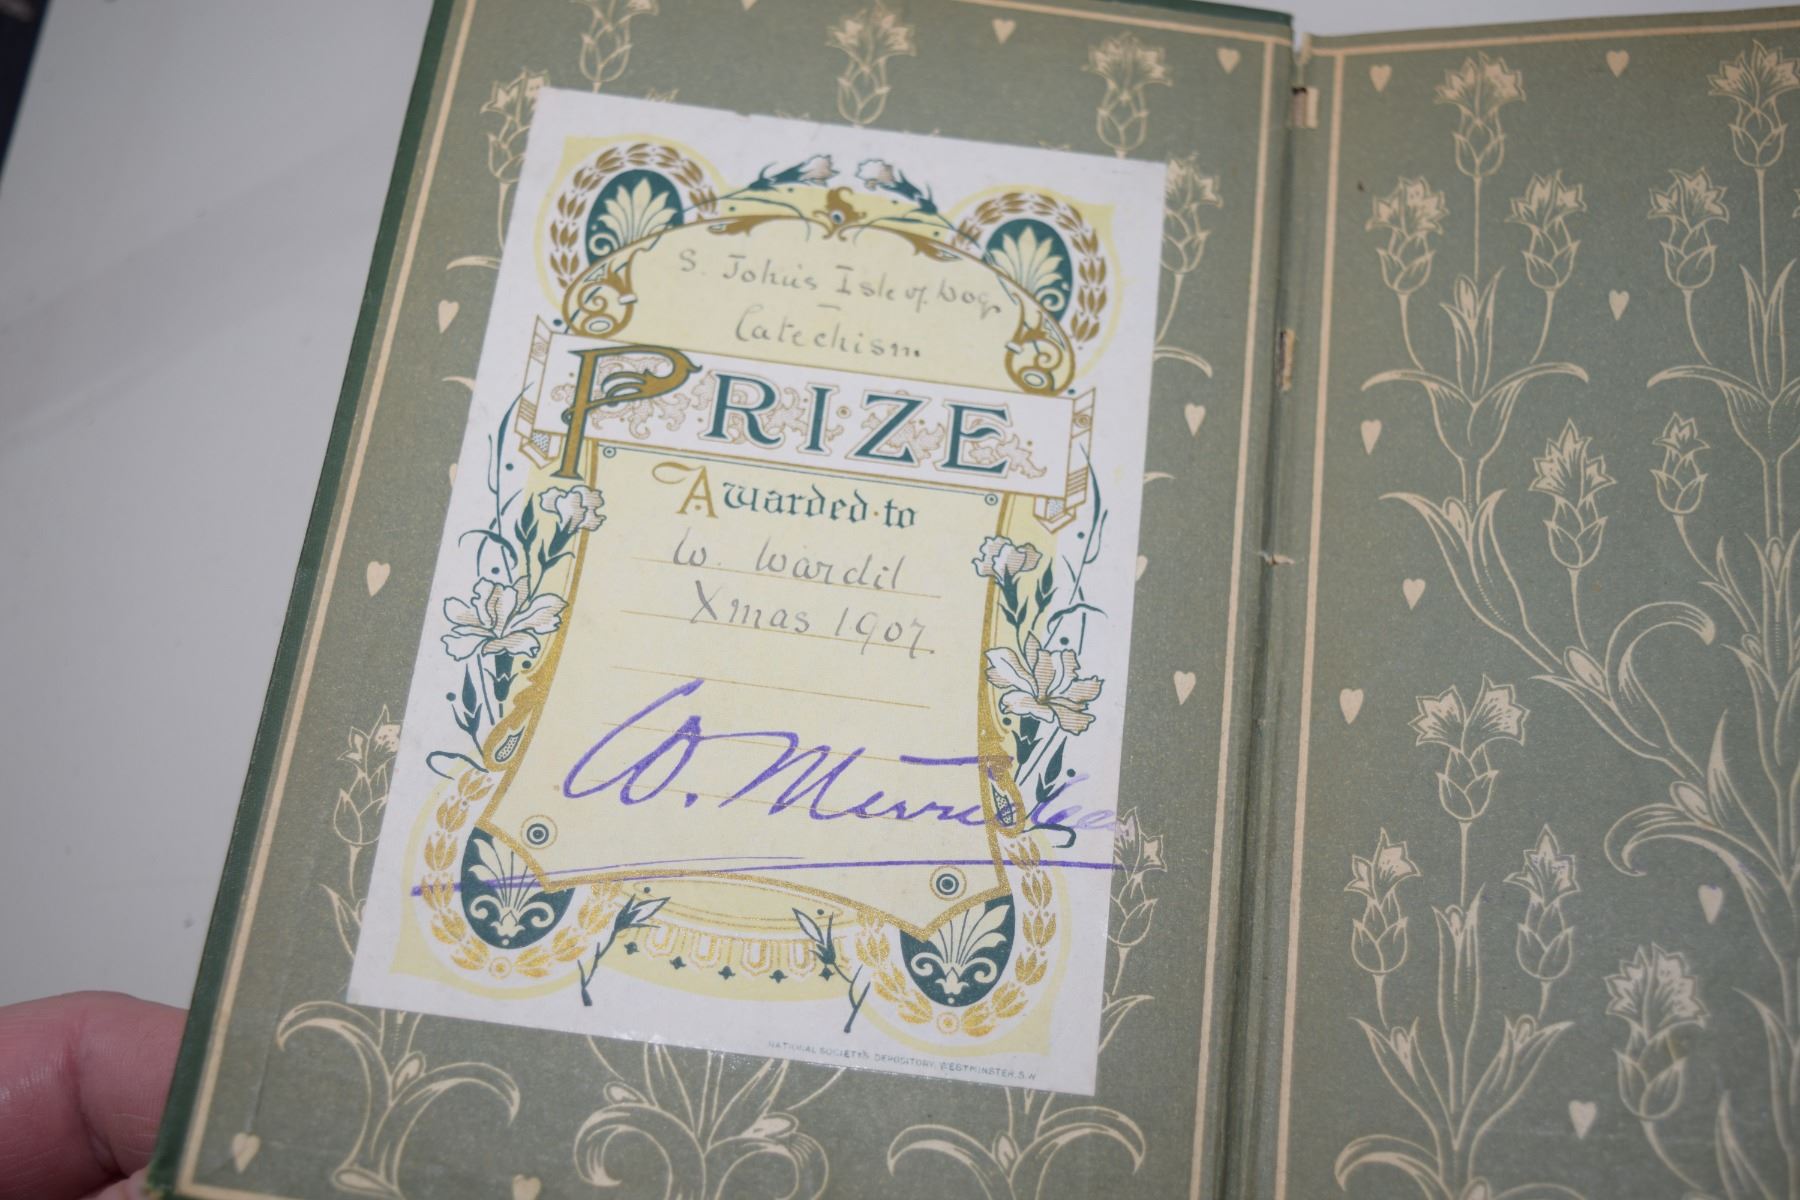 S. John's Isle of Dogs
Catechism
PRIZE
Awarded·to
W. Wardil
Xmas 1907.
W.
NATIONAL SOCIETY'S DEPOSITORY, WESTMINSTER, S.W